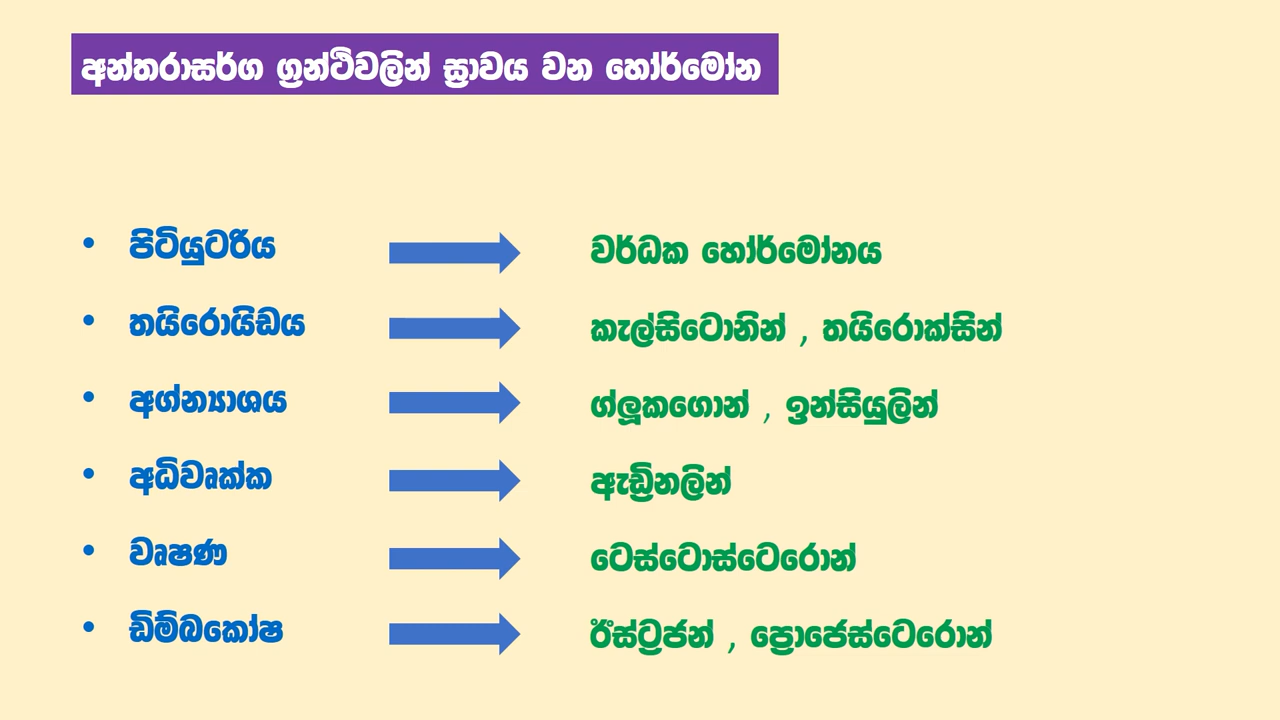 අන්තරාසර්ග ග්‍රන්ථිවලින් ස්‍රාවය වන හෝර්මෝන
• පිටියුටරිය වර්ධක හෝර්මෝනය
• තයිරොයිඩය කැල්සිටොනින් , තයිරොක්සින්
• අග්න්‍යාශය ග්ලූකගොන් , ඉන්සියුලින්
• අධිවෘක්ක ඇඩ්‍රිනලින්
• වෘෂණ ටෙස්ටොස්ටෙරෝන්
• ඩිම්බකෝෂ ඊස්ට්‍රජන් , ප්‍රොජෙස්ටෙරොන්